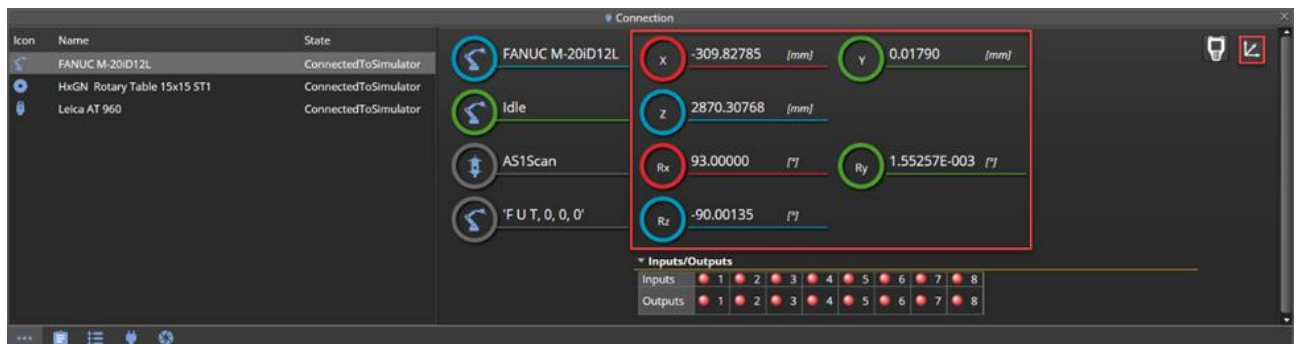 Connection
Icon Name State
FANUC M-20iD12L ConnectedToSimulator
HxGN Rotary Table 15x15 ST1 ConnectedToSimulator
Leica AT 960 ConnectedToSimulator
FANUC M-20iD12L X -309.82785 [mm] Y 0.01790 [mm]
Idle Z 2870.30768 [mm]
AS1Scan Rx 93.00000 [°] Ry 1.55257E-003 [°]
'F U T, 0, 0, 0' Rz -90.00135 [°]
Inputs/Outputs
Inputs 1 2 3 4 5 6 7 8
Outputs 1 2 3 4 5 6 7 8